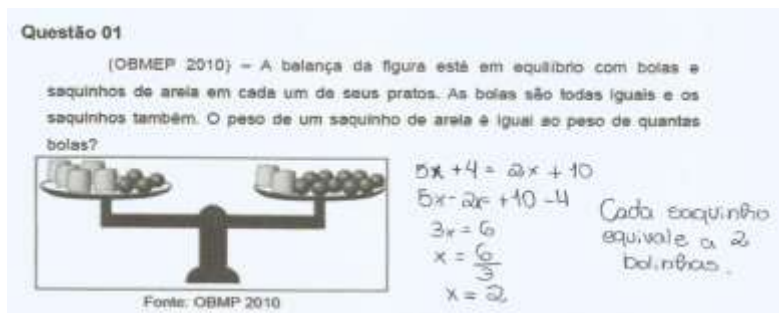 Questão 01
(OBMEP 2010) – A balança da figura está em equilíbrio com bolas e
saquinhos de areia em cada um de seus pratos. As bolas são todas iguais e os
saquinhos também. O peso de um saquinho de areia é igual ao peso de quantas
bolas?
5x + 4 = 2x + 10
5x - 2x = +10 - 4
3x = 6
x = 6/3
x = 2
Cada saquinho
equivale a 2
bolinhas.
Fonte: OBMP 2010